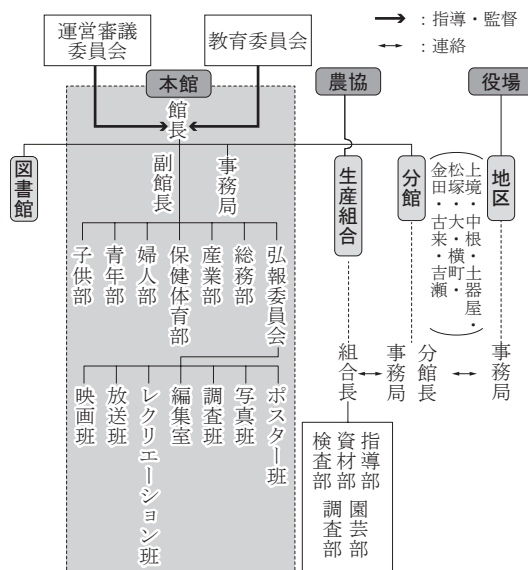 運営審議
委員会
教育委員会
：指導・監督
：連絡
本館
農協
役場
館長
図書館
副館長
事務局
生産組合
分館
上境・中根・土器屋・
松塚・大・横町・
金田・古来・吉瀬
地区
子供部
青年部
婦人部
保健体育部
産業部
総務部
弘報委員会
映画班
放送班
レクリエーション班
編集室
調査班
写真班
ポスター班
組合長
事務局
分館長
事務局
指導部
資材部
検査部
園芸部
調査部